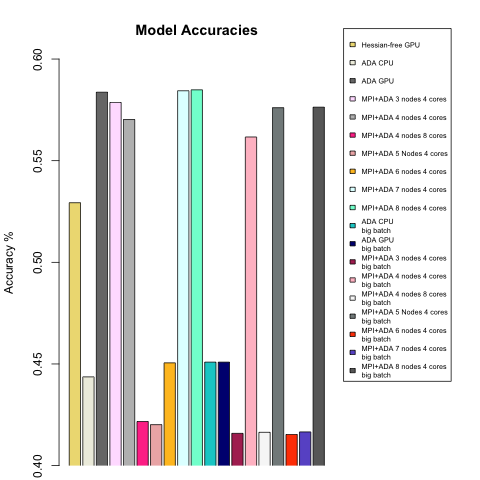 Model Accuracies
Accuracy %
0.60
0.55
0.50
0.45
0.40
Hessian-free GPU
ADA CPU
ADA GPU
MPI+ADA 3 nodes 4 cores
MPI+ADA 4 nodes 4 cores
MPI+ADA 4 nodes 8 cores
MPI+ADA 5 Nodes 4 cores
MPI+ADA 6 nodes 4 cores
MPI+ADA 7 nodes 4 cores
MPI+ADA 8 nodes 4 cores
ADA CPU
big batch
ADA GPU
big batch
MPI+ADA 3 nodes 4 cores
big batch
MPI+ADA 4 nodes 4 cores
big batch
MPI+ADA 4 nodes 8 cores
big batch
MPI+ADA 5 Nodes 4 cores
big batch
MPI+ADA 6 nodes 4 cores
big batch
MPI+ADA 7 nodes 4 cores
big batch
MPI+ADA 8 nodes 4 cores
big batch